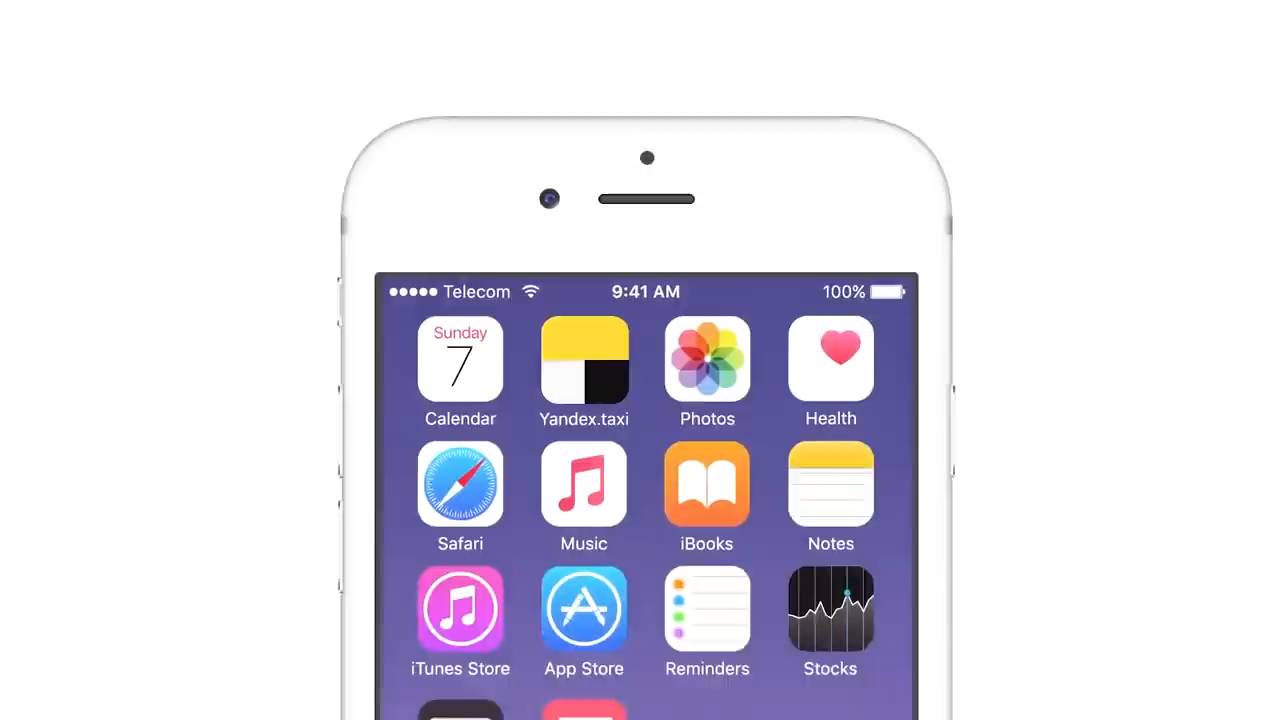 Telecom 9:41 AM 100%
Sunday
7
Calendar Yandex.taxi Photos Health
Safari Music iBooks Notes
iTunes Store App Store Reminders Stocks